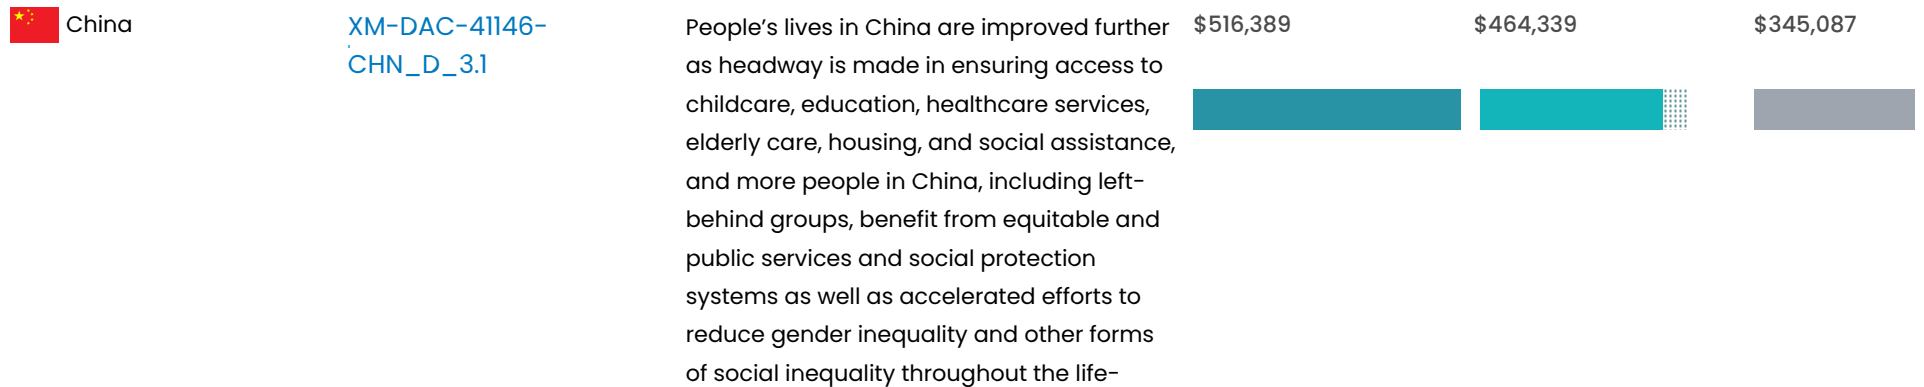 China
XM-DAC-41146-
CHN_D_3.1
People’s lives in China are improved further
as headway is made in ensuring access to
childcare, education, healthcare services,
elderly care, housing, and social assistance,
and more people in China, including left-
behind groups, benefit from equitable and
public services and social protection
systems as well as accelerated efforts to
reduce gender inequality and other forms
of social inequality throughout the life-
$516,389
$464,339
$345,087